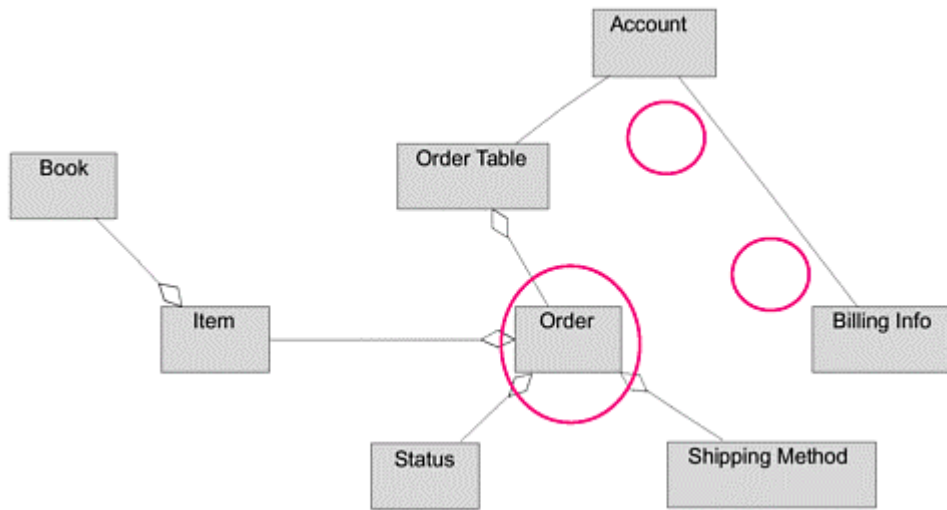 Account
Order Table
Book
Item
Order
Billing Info
Status
Shipping Method